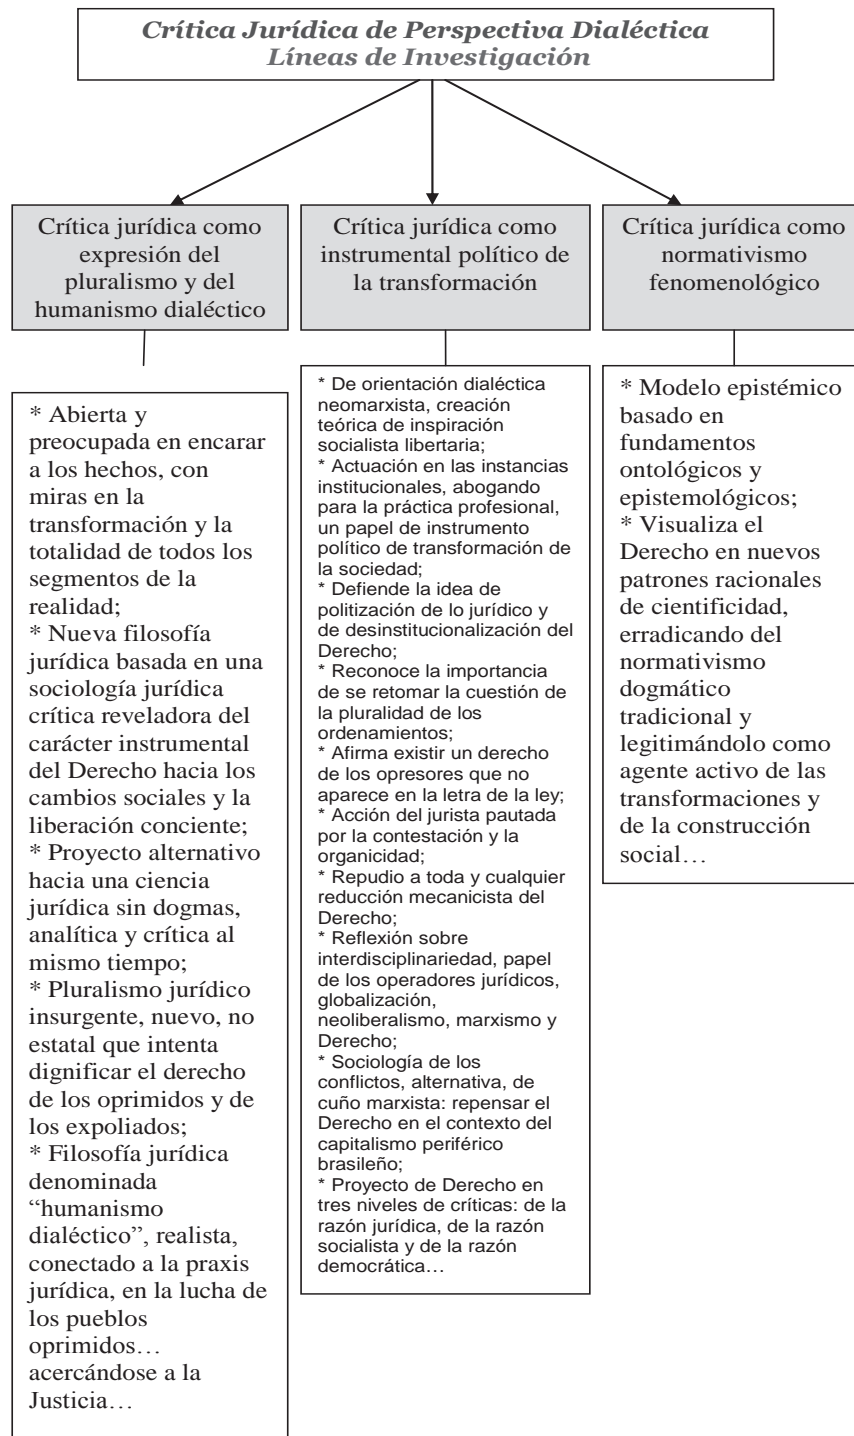 Crítica Jurídica de Perspectiva Dialéctica
Líneas de Investigación
Crítica jurídica como
expresión del
pluralismo y del
humanismo dialéctico
* Abierta y
preocupada en encarar
a los hechos, con
miras en la
transformación y la
totalidad de todos los
segmentos de la
realidad;
* Nueva filosofía
jurídica basada en una
sociología jurídica
crítica reveladora del
carácter instrumental
del Derecho hacia los
cambios sociales y la
liberación conciente;
* Proyecto alternativo
hacia una ciencia
jurídica sin dogmas,
analítica y crítica al
mismo tiempo;
* Pluralismo jurídico
insurgente, nuevo, no
estatal que intenta
dignificar el derecho
de los oprimidos y de
los expoliados;
* Filosofía jurídica
denominada
“humanismo
dialéctico”, realista,
conectado a la praxis
jurídica, en la lucha de
los pueblos
oprimidos…
acercándose a la
Justicia…
Crítica jurídica como
instrumental político de
la transformación
* De orientación dialéctica
neomarxista, creación
teórica de inspiración
socialista libertaria;
* Actuación en las instancias
institucionales, abogando
para la práctica profesional,
un papel de instrumento
político de transformación de
la sociedad;
* Defiende la idea de
politización de lo jurídico y
de desinstitucionalización del
Derecho;
* Reconoce la importancia
de se retomar la cuestión de
la pluralidad de los
ordenamientos;
* Afirma existir un derecho
de los opresores que no
aparece en la letra de la ley;
* Acción del jurista pautada
por la contestación y la
organicidad;
* Repudio a toda y cualquier
reducción mecanicista del
Derecho;
* Reflexión sobre
interdisciplinariedad, papel
de los operadores jurídicos,
globalización,
neoliberalismo, marxismo y
Derecho;
* Sociología de los
conflictos, alternativa, de
cuño marxista: repensar el
Derecho en el contexto del
capitalismo periférico
brasileño;
* Proyecto de Derecho en
tres niveles de críticas: de la
razón jurídica, de la razón
socialista y de la razón
democrática…
Crítica jurídica como
normativismo
fenomenológico
* Modelo epistémico
basado en
fundamentos
ontológicos y
epistemológicos;
* Visualiza el
Derecho en nuevos
patrones racionales
de cientificidad,
erradicando del
normativismo
dogmático
tradicional y
legitimándolo como
agente activo de las
transformaciones y
de la construcción
social…